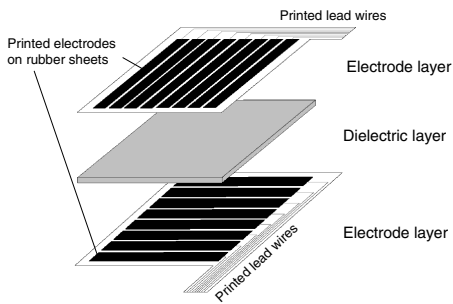 Printed lead wires
Printed electrodes
on rubber sheets
Electrode layer
Dielectric layer
Electrode layer
Printed lead wires